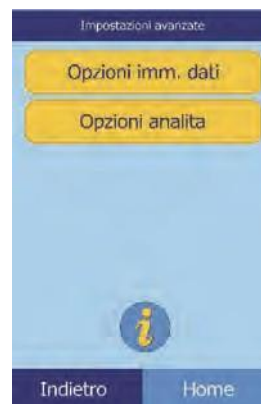 Impostazioni avanzate
Opzioni imm. dati
Opzioni analita
i
Indietro Home